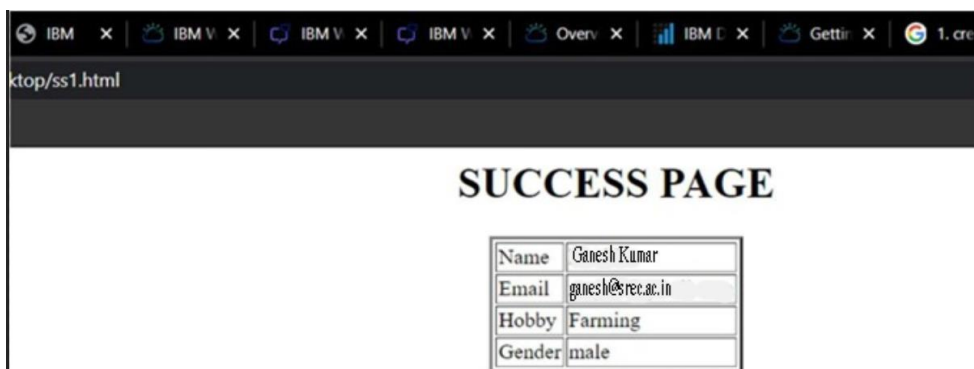 IBM IBM V IBM V IBM V Overv IBM D Gettin 1. cre
ktop/ss1.html
SUCCESS PAGE
Name Ganesh Kumar
Email ganesh@srec.ac.in
Hobby Farming
Gender male